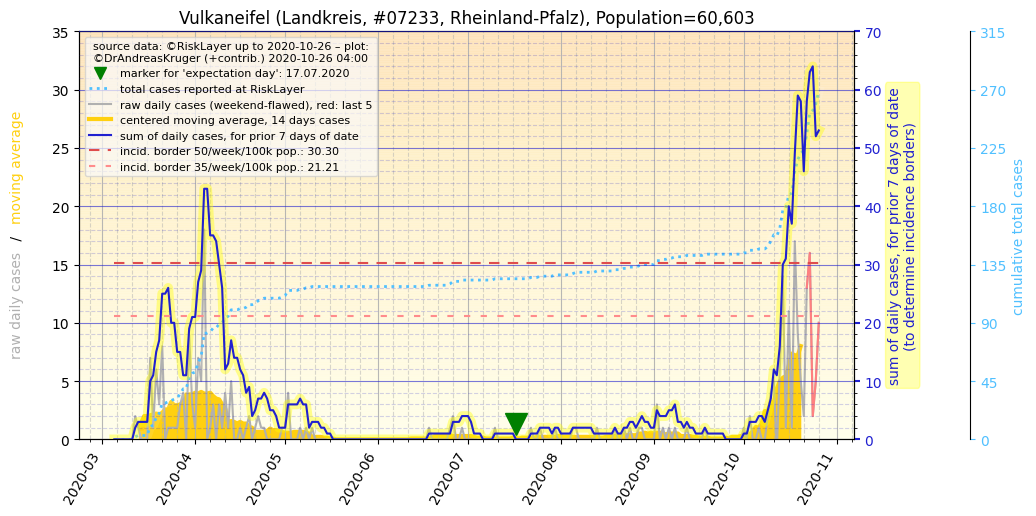 Vulkaneifel (Landkreis, #07233, Rheinland-Pfalz), Population=60,603
source data: ©RiskLayer up to 2020-10-26 – plot:
©DrAndreasKruger (+contrib.) 2020-10-26 04:00
marker for 'expectation day': 17.07.2020
total cases reported at RiskLayer
raw daily cases (weekend-flawed), red: last 5
centered moving average, 14 days cases
sum of daily cases, for prior 7 days of date
incid. border 50/week/100k pop.: 30.30
incid. border 35/week/100k pop.: 21.21
raw daily cases / moving average
35
30
25
20
15
10
5
0
70
60
50
40
30
20
10
0
sum of daily cases, for prior 7 days of date
(to determine incidence borders)
315
270
225
180
135
90
45
0
cumulative total cases
2020-03
2020-04
2020-05
2020-06
2020-07
2020-08
2020-09
2020-10
2020-11